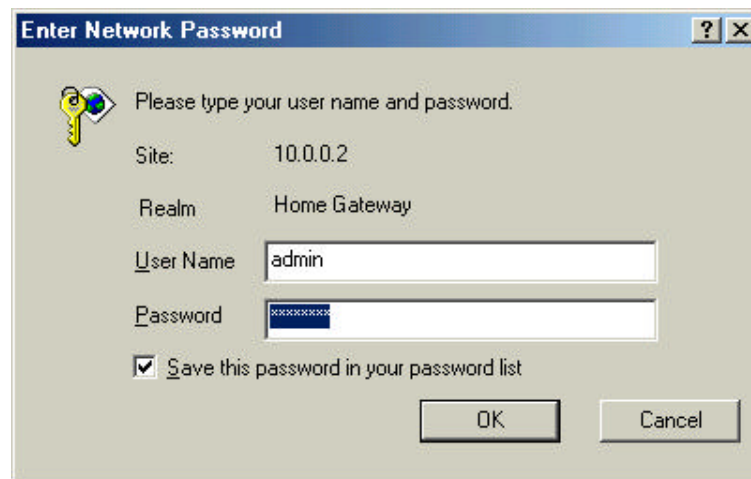 Enter Network Password
Please type your user name and password.
Site: 10.0.0.2
Realm Home Gateway
User Name admin
Password ********
Save this password in your password list
OK Cancel